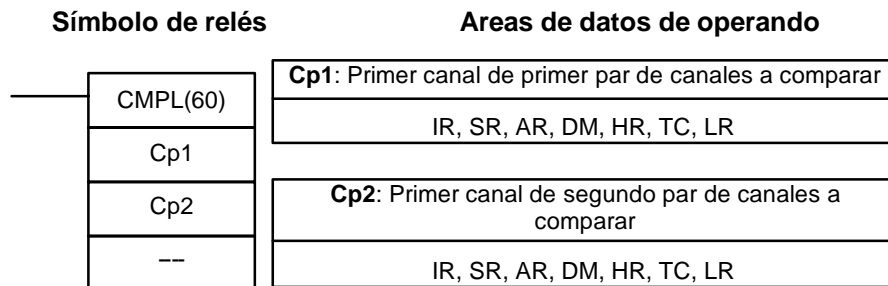 Símbolo de relés
Areas de datos de operando
CMPL(60)
Cp1
Cp2
---
Cp1: Primer canal de primer par de canales a comparar
IR, SR, AR, DM, HR, TC, LR
Cp2: Primer canal de segundo par de canales a
comparar
IR, SR, AR, DM, HR, TC, LR